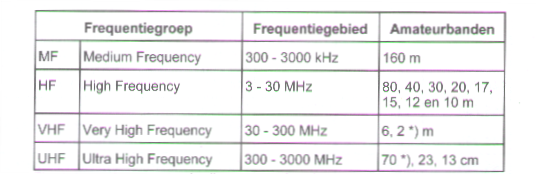 Frequentiegroep Frequentiegebied Amateurbanden
MF Medium Frequency 300 - 3000 kHz 160 m
HF High Frequency 3 - 30 MHz 80, 40, 30, 20, 17,
15, 12 en 10 m
VHF Very High Frequency 30 - 300 MHz 6, 2 *) m
UHF Ultra High Frequency 300 - 3000 MHz 70 *), 23, 13 cm